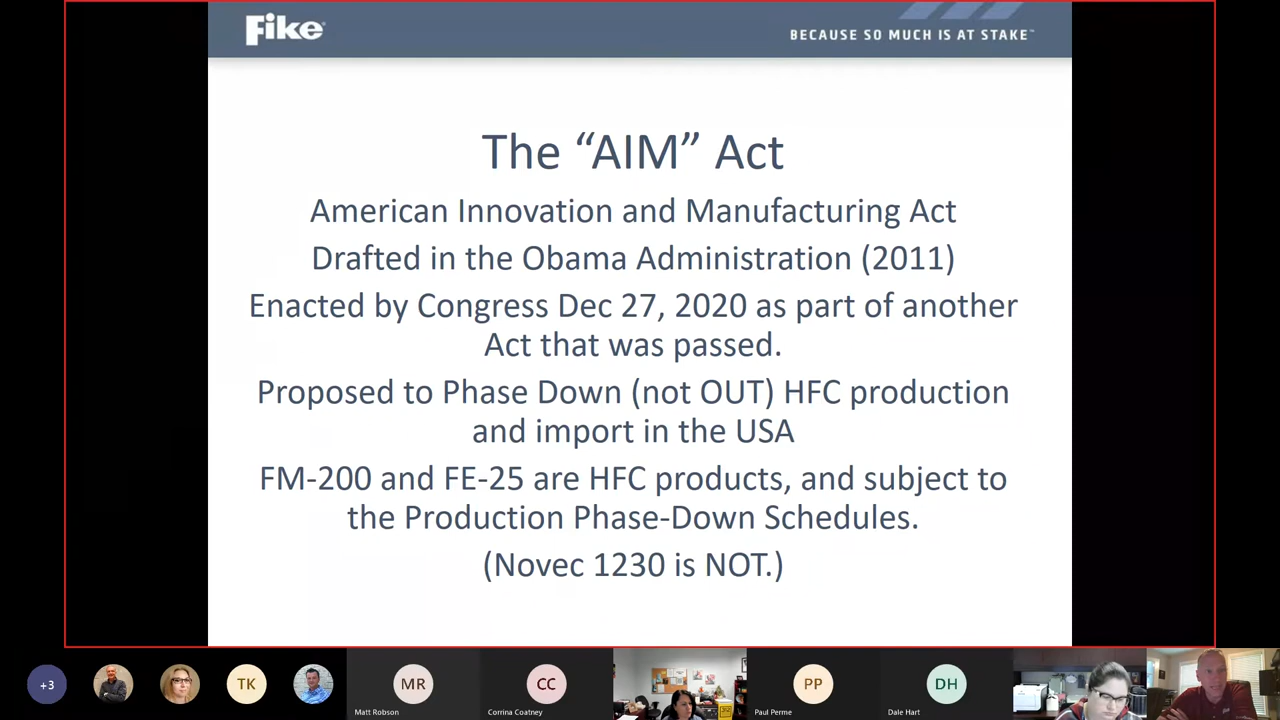 Fike
BECAUSE SO MUCH IS AT STAKE™
The “AIM” Act
American Innovation and Manufacturing Act
Drafted in the Obama Administration (2011)
Enacted by Congress Dec 27, 2020 as part of another
Act that was passed.
Proposed to Phase Down (not OUT) HFC production
and import in the USA
FM-200 and FE-25 are HFC products, and subject to
the Production Phase-Down Schedules.
(Novec 1230 is NOT.)
+3
TK
MR
CC
PP
DH
Matt Robson
Corrina Coatney
Paul Perme
Dale Hart